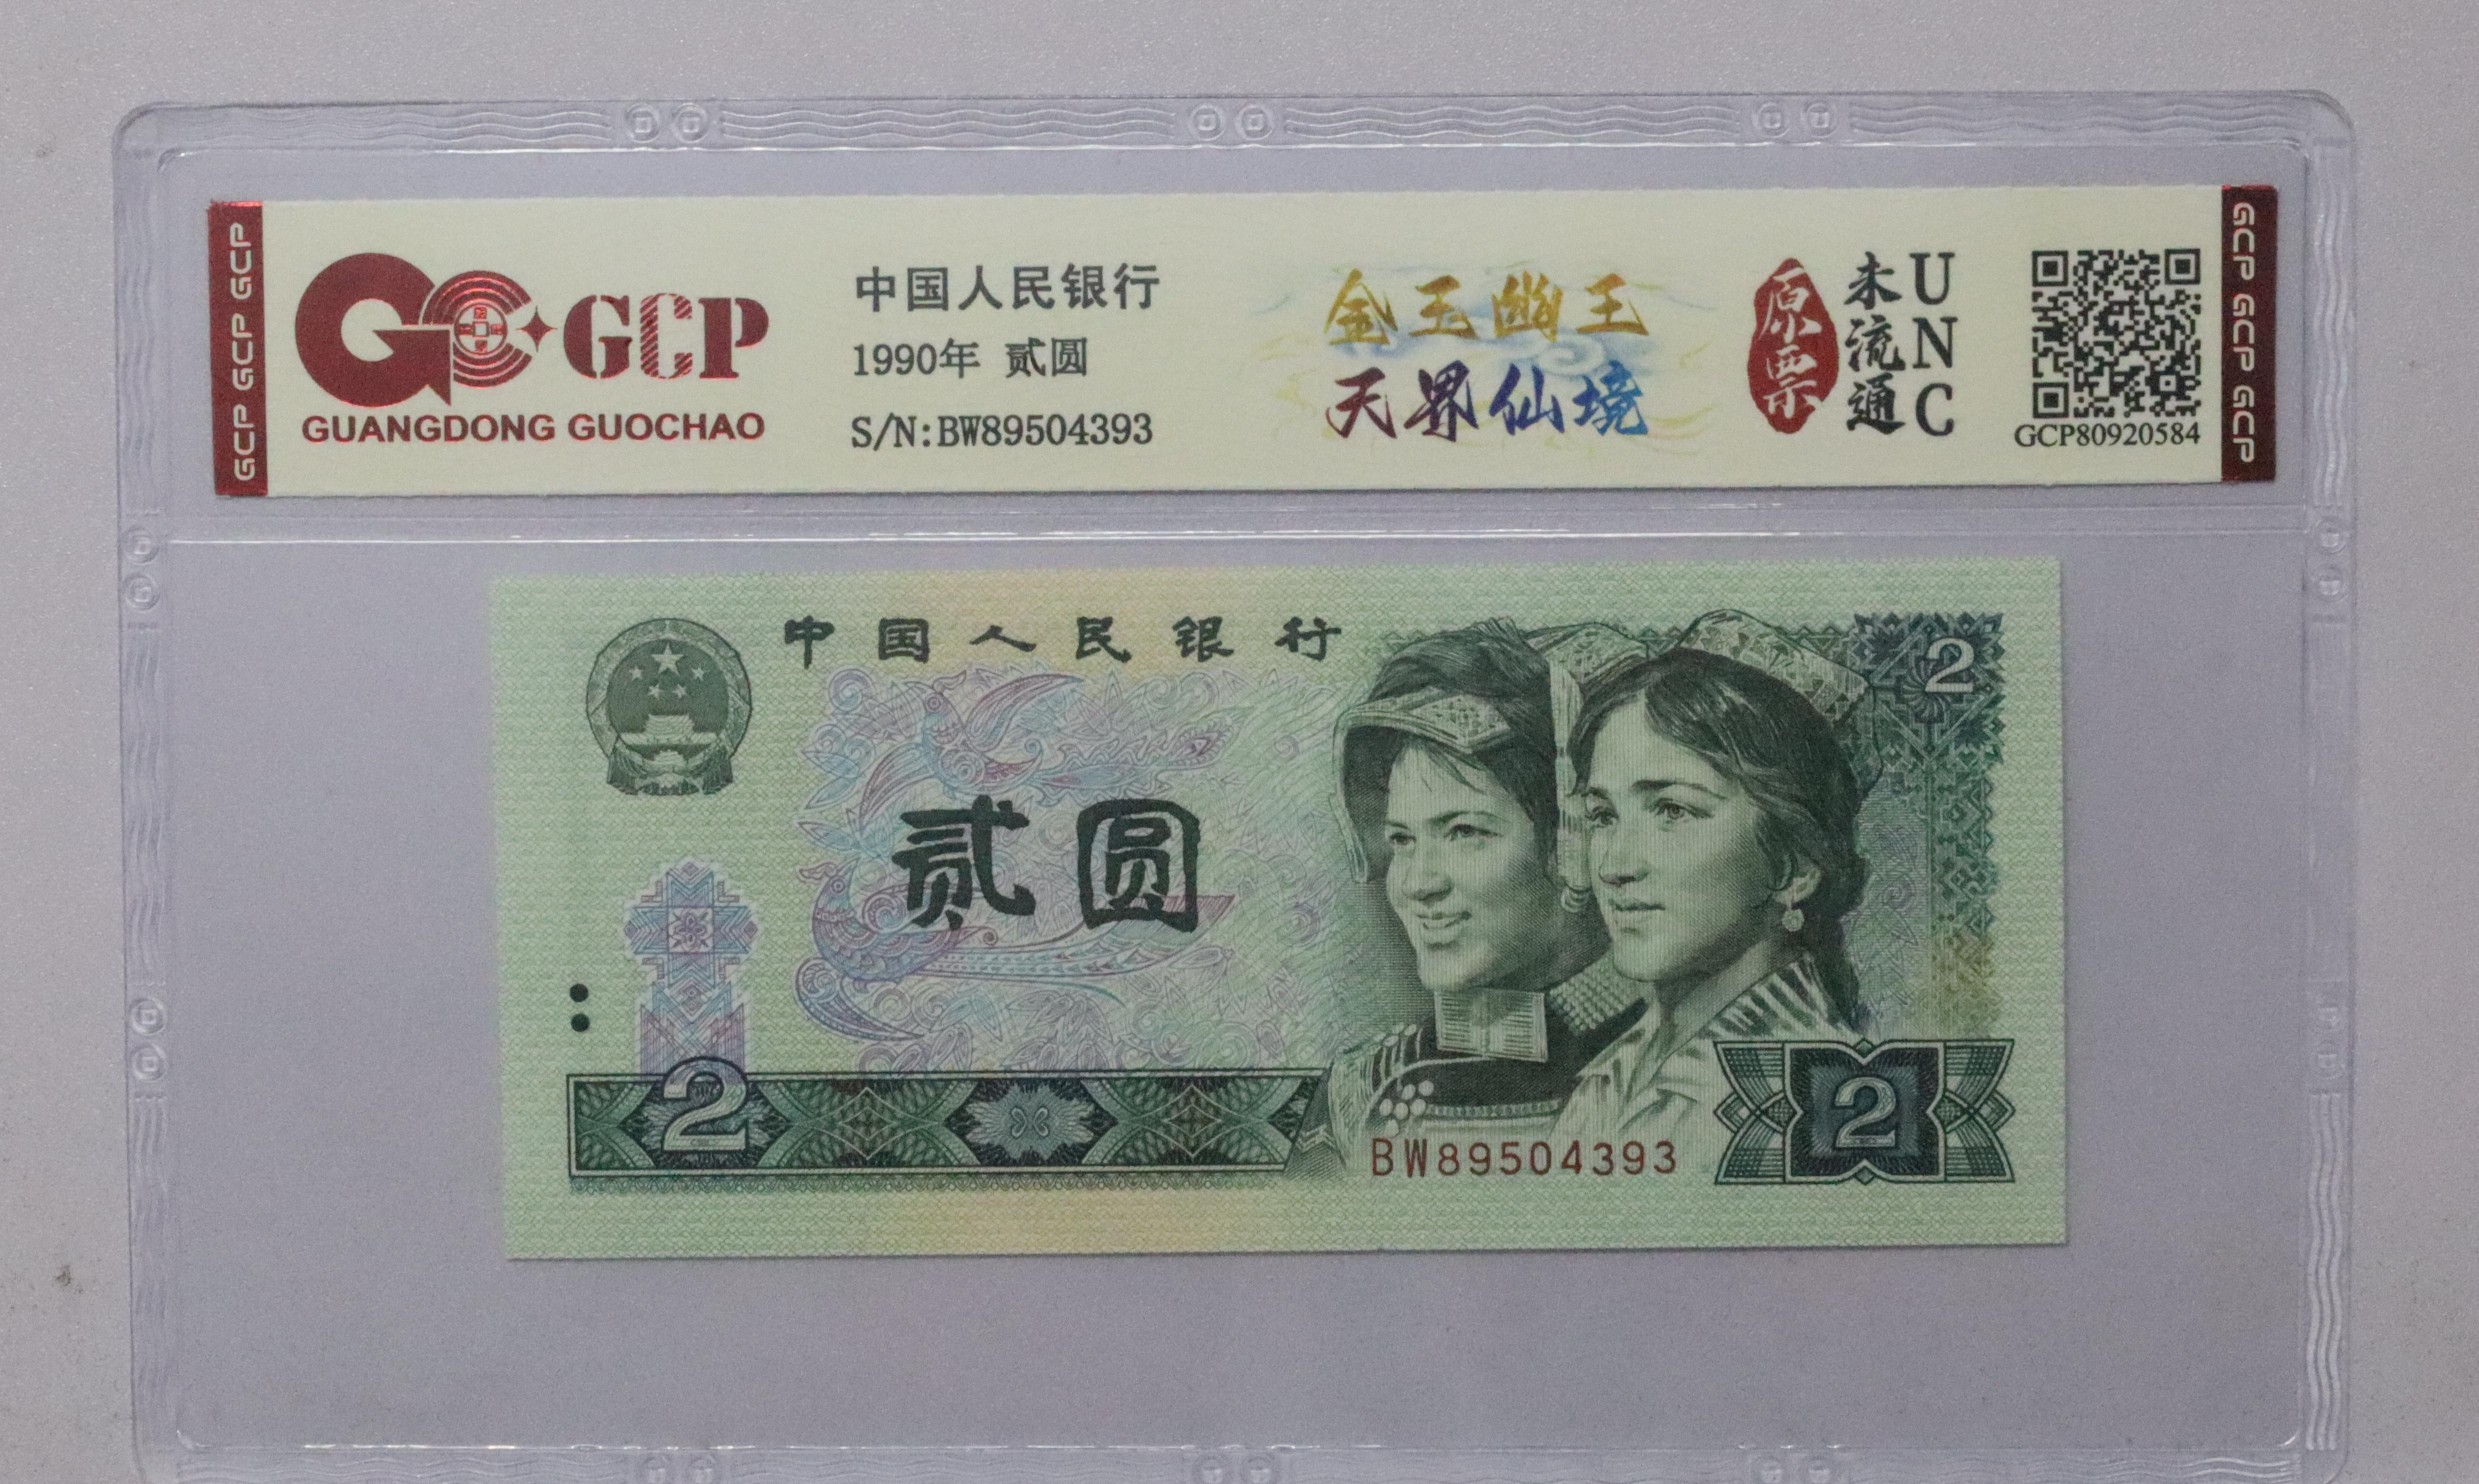 GCP GCP GCP
GCP
GUANGDONG GUOCHAO
中国人民银行
1990年 贰圆
S/N:BW89504393
金玉幽王
天界仙境
原票
未流通
UNC
GCP80920584
GCP GCP GCP
中国人民银行
2
贰圆
2
BW89504393
2